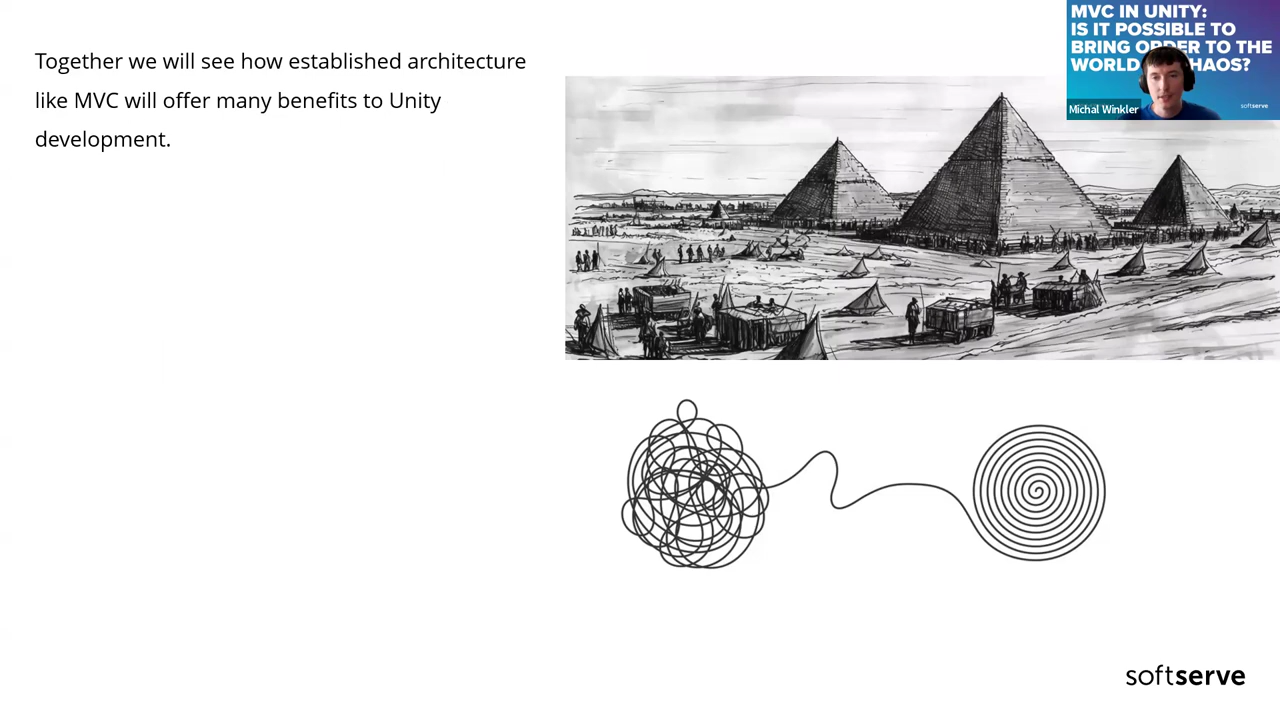 Together we will see how established architecture
like MVC will offer many benefits to Unity
development.
MVC IN UNITY:
IS IT POSSIBLE TO
BRING ORDER TO THE
WORLD HAOS?
Michal Winkler
softserve
softserve